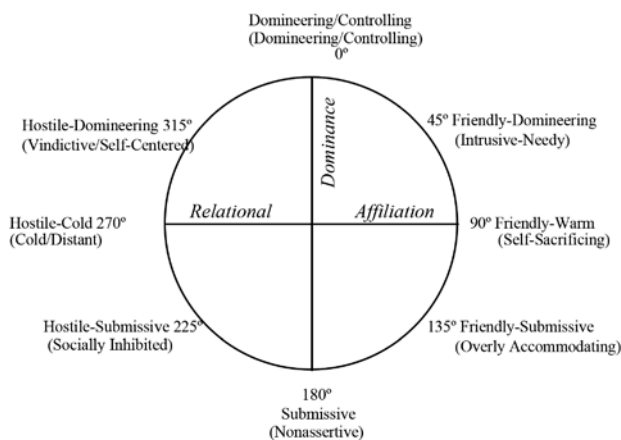 Domineering/Controlling
(Domineering/Controlling)
0º
Hostile-Domineering 315º
(Vindictive/Self-Centered)
45º Friendly-Domineering
(Intrusive-Needy)
Dominance
Relational
Affiliation
Hostile-Cold 270º
(Cold/Distant)
90º Friendly-Warm
(Self-Sacrificing)
Hostile-Submissive 225º
(Socially Inhibited)
135º Friendly-Submissive
(Overly Accommodating)
180º
Submissive
(Nonassertive)